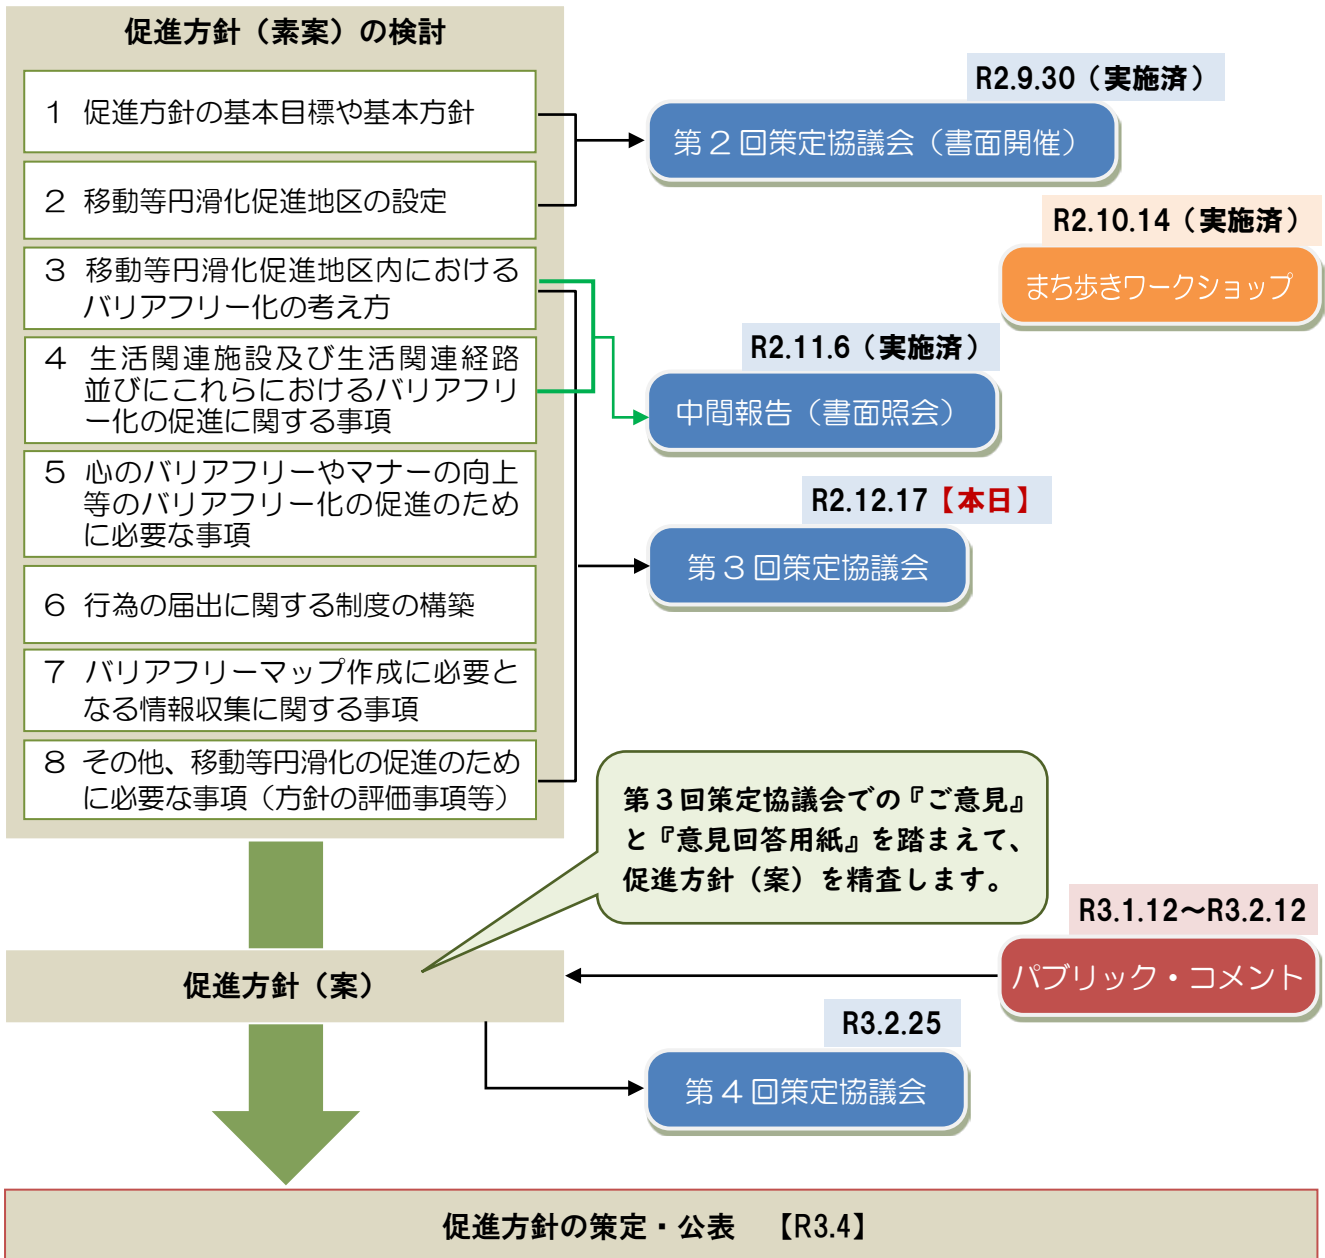 促進方針（素案）の検討
1 促進方針の基本目標や基本方針
2 移動等円滑化促進地区の設定
3 移動等円滑化促進地区内における
バリアフリー化の考え方
4 生活関連施設及び生活関連経路
並びにこれらにおけるバリアフリ
ー化の促進に関する事項
5 心のバリアフリーやマナーの向上
等のバリアフリー化の促進のため
に必要な事項
6 行為の届出に関する制度の構築
7 バリアフリーマップ作成に必要と
なる情報収集に関する事項
8 その他、移動等円滑化の促進のため
に必要な事項（方針の評価事項等）
R2.9.30（実施済）
第2回策定協議会（書面開催）
R2.10.14（実施済）
まち歩きワークショップ
R2.11.6（実施済）
中間報告（書面照会）
R2.12.17【本日】
第3回策定協議会
第3回策定協議会での『ご意見』
と『意見回答用紙』を踏まえて、
促進方針（案）を精査します。
R3.1.12～R3.2.12
パブリック・コメント
促進方針（案）
R3.2.25
第4回策定協議会
促進方針の策定・公表　【R3.4】